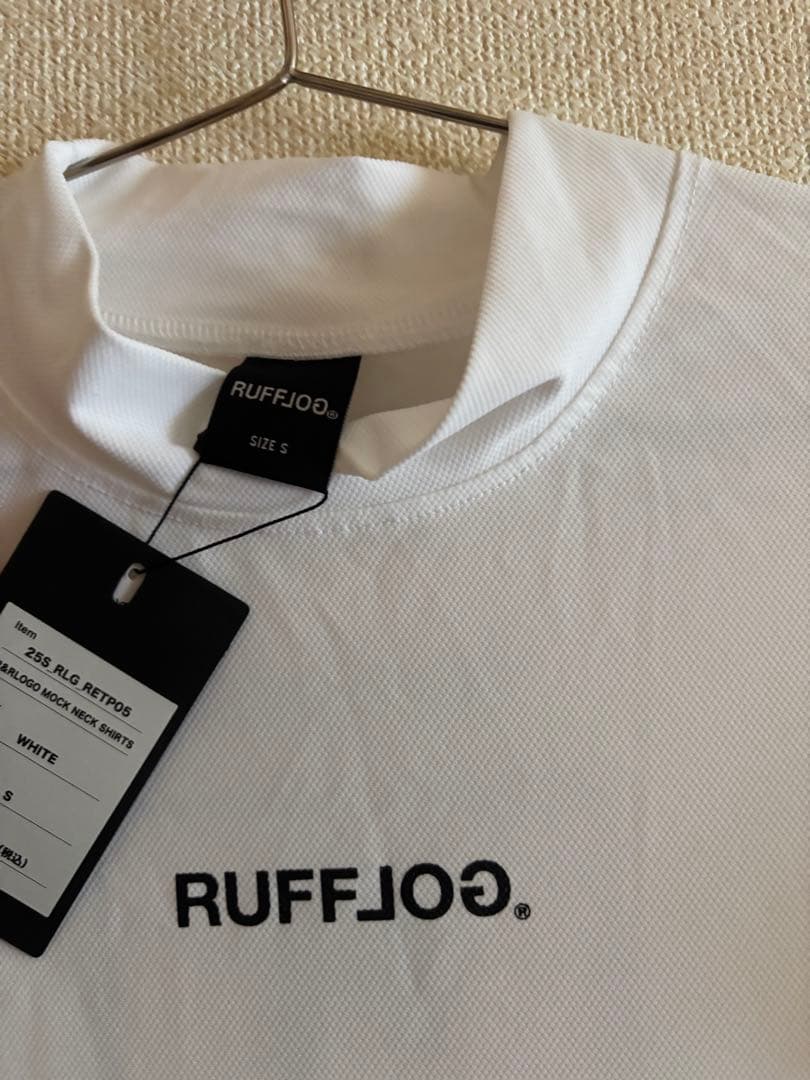 RUFFLOG®
SIZE S
Item
25S_RLG_RETP05
&RLOGO MOCK NECK SHIRTS
WHITE
S
(税込)
RUFFLOG®